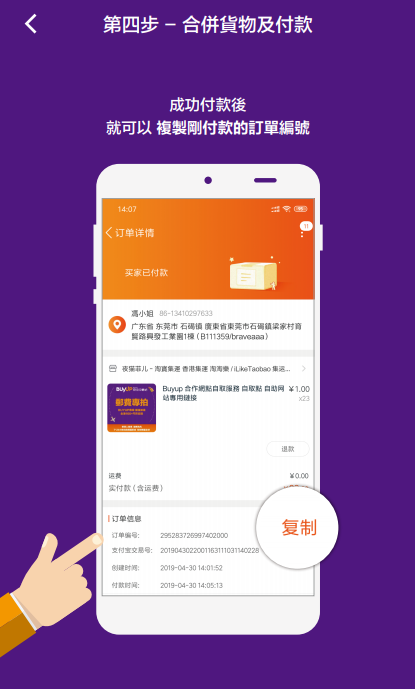 第四步 – 合併貨物及付款
成功付款後
就可以 複製剛付款的訂單編號
14:07
订单详情
11
买家已付款
馮小姐 86-13410297633
广东省 东莞市 石碣镇 廣東省東莞市石碣鎮梁家村育
賢路興發工業園1棟 ( B111359/braveaaa )
夜猫菲儿 - 淘寶集運 香港集運 淘淘樂 / iLikeTaobao 集运...
BUYUP
郵費專拍
Buyup 合作網點自取服務 自取點 自助网 ¥1.00
站專用鏈接 x23
退款
运费 ¥0.00
实付款 ( 含运费 )
订单信息
复制
订单编号: 295283726997402000
支付宝交易号: 2019043022001163111031140228
创建时间: 2019-04-30 14:01:52
付款时间: 2019-04-30 14:05:13